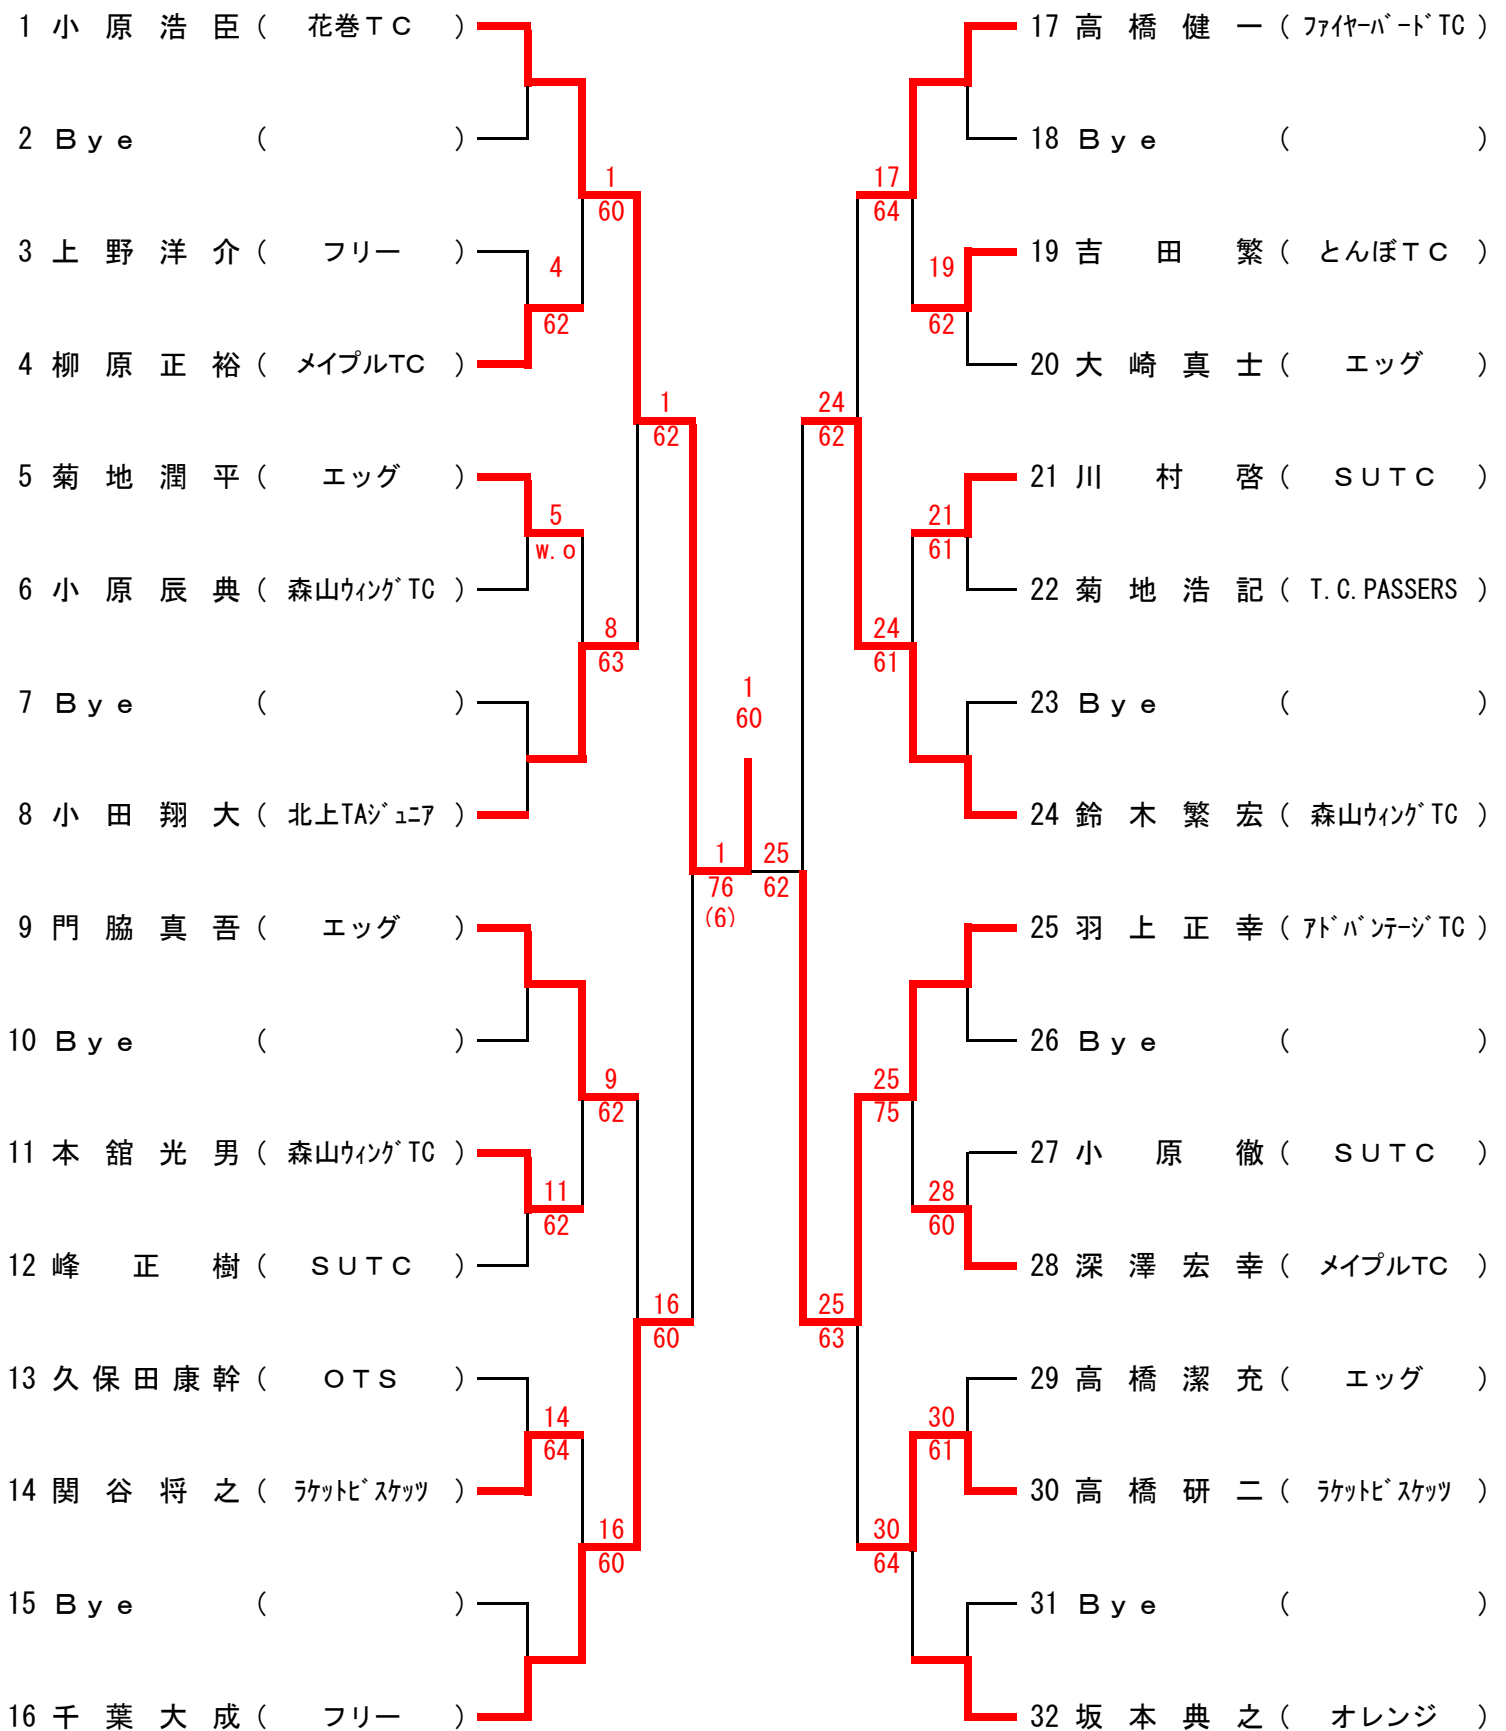 1 小原浩臣 ( 花巻TC )
2 Bye ( )
1
60
3 上野洋介 ( フリー )
4
62
4 柳原正裕 ( メイプルTC )
1
62
5 菊地潤平 ( エッグ )
5
w.o
6 小原辰典 ( 森山ウィングTC )
8
63
7 Bye ( )
8 小田翔大 ( 北上TAジュニア )
1
76
(6)
9 門脇真吾 ( エッグ )
10 Bye ( )
9
62
11 本舘光男 ( 森山ウィングTC )
11
62
12 峰正樹 ( SUTC )
16
60
13 久保田康幹 ( OTS )
14
64
14 関谷将之 ( ラケットビスケッツ )
16
60
15 Bye ( )
16 千葉大成 ( フリー )
1
60
17 高橋健一 ( ファイヤーバードTC )
18 Bye ( )
17
64
19 吉田繁 ( とんぼTC )
19
62
20 大崎真士 ( エッグ )
24
62
21 川村啓 ( SUTC )
21
61
22 菊地浩記 ( T.C.PASSERS )
24
61
23 Bye ( )
24 鈴木繁宏 ( 森山ウィングTC )
25
62
25 羽上正幸 ( アドバンテージTC )
26 Bye ( )
25
75
27 小原徹 ( SUTC )
28
60
28 深澤宏幸 ( メイプルTC )
25
63
29 高橋潔充 ( エッグ )
30
61
30 高橋研二 ( ラケットビスケッツ )
30
64
31 Bye ( )
32 坂本典之 ( オレンジ )